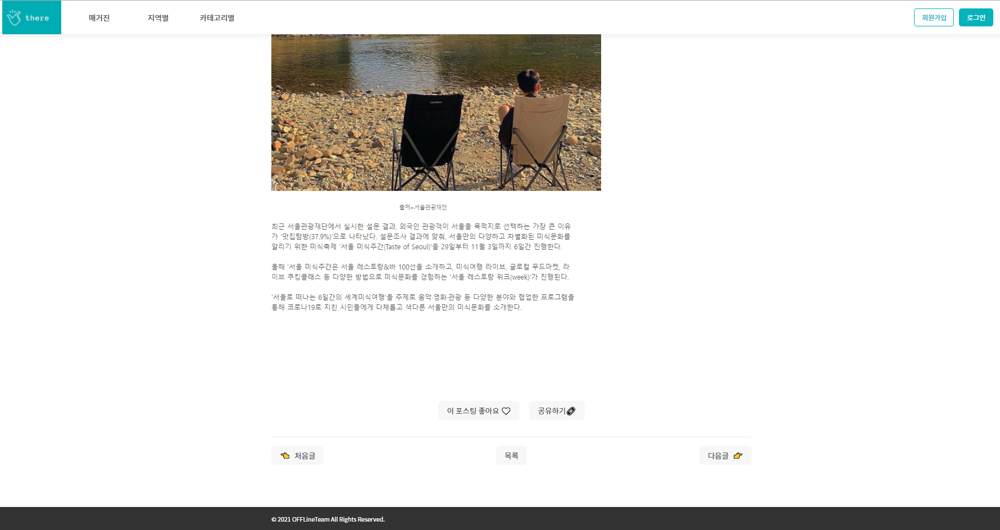 there
매거진
지역별
카테고리별
회원가입
로그인
출처=서울관광재단
최근 서울관광재단에서 실시한 설문 결과, 외국인 관광객이 서울을 목적지로 선택하는 가장 큰 이유
가 '맛집탐방(37.9%)'으로 나타났다. 설문조사 결과에 맞춰, 서울만의 다양하고 차별화된 미식문화를
알리기 위한 미식축제 '서울 미식주간(Taste of Seoul)'을 29일부터 11월 3일까지 6일간 진행한다.
올해 '서울 미식주간은 서울 레스토랑&바 100선을 소개하고, 미식여행 라이브, 글로컬 푸드마켓, 라
이브 쿠킹클래스 등 다양한 방법으로 미식문화를 경험하는 '서울 레스토랑 위크(week)'가 진행된다.
'서울로 떠나는 6일간의 세계미식여행'을 주제로 음악·영화·관광 등 다양한 분야와 협업한 프로그램을
통해 코로나19로 지친 시민들에게 다채롭고 색다른 서울만의 미식문화를 소개한다.
이 포스팅 좋아요
공유하기
처음글
목록
다음글
© 2021 OFFLineTeam All Rights Reserved.